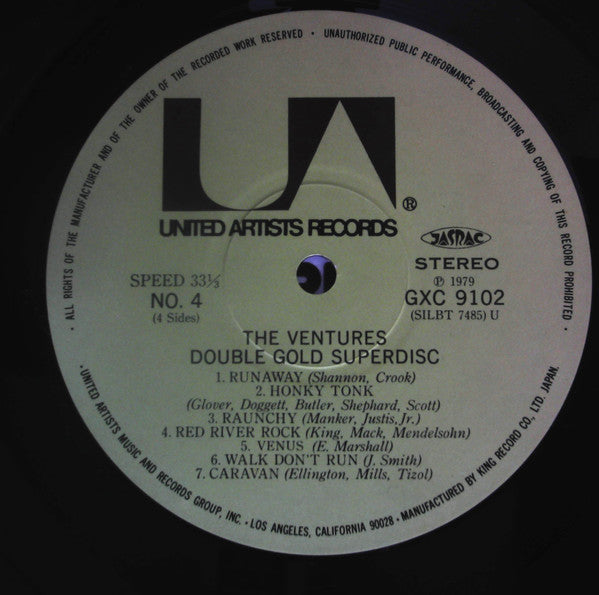 · ALL RIGHTS OF THE MANUFACTURER AND OF THE OWNER OF THE RECORDED WORK RESERVED · UNAUTHORIZED PUBLIC PERFORMANCE, BROADCASTING AND COPYING OF THIS RECORD PROHIBITED ·
UA
®
UNITED ARTISTS RECORDS
JASRAC
STEREO
SPEED 33⅓
℗ 1979
NO. 4
GXC 9102
(4 Sides)
(SILBT 7485) U
THE VENTURES
DOUBLE GOLD SUPERDISC
1. RUNAWAY (Shannon, Crook)
2. HONKY TONK
(Glover, Doggett, Butler, Shephard, Scott)
3. RAUNCHY (Manker, Justis,Jr.)
4. RED RIVER ROCK (King, Mack, Mendelsohn)
5. VENUS (E. Marshall)
6. WALK DON'T RUN (J. Smith)
7. CARAVAN (Ellington, Mills, Tizol)
·UNITED ARTISTS MUSIC AND RECORDS GROUP, INC. · LOS ANGELES, CALIFORNIA 90028 · MANUFACTURED BY KING RECORD CO., LTD. JAPAN.